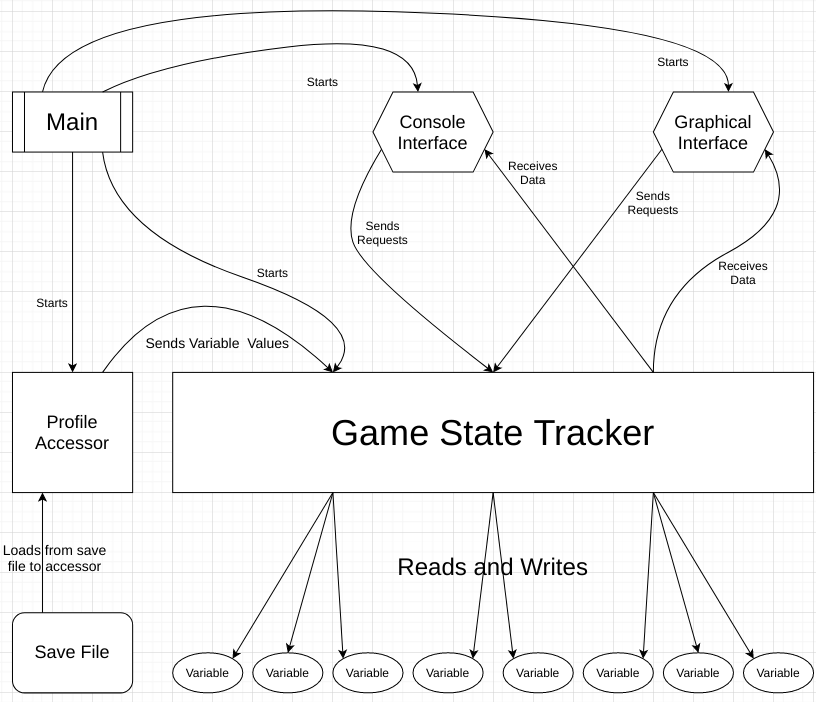 Starts
Starts
Main
Console
Interface
Graphical
Interface
Receives
Data
Sends
Requests
Sends
Requests
Starts
Receives
Data
Starts
Sends Variable  Values
Profile
Accessor
Game State Tracker
Loads from save
file to accessor
Reads and Writes
Save File
Variable
Variable
Variable
Variable
Variable
Variable
Variable
Variable